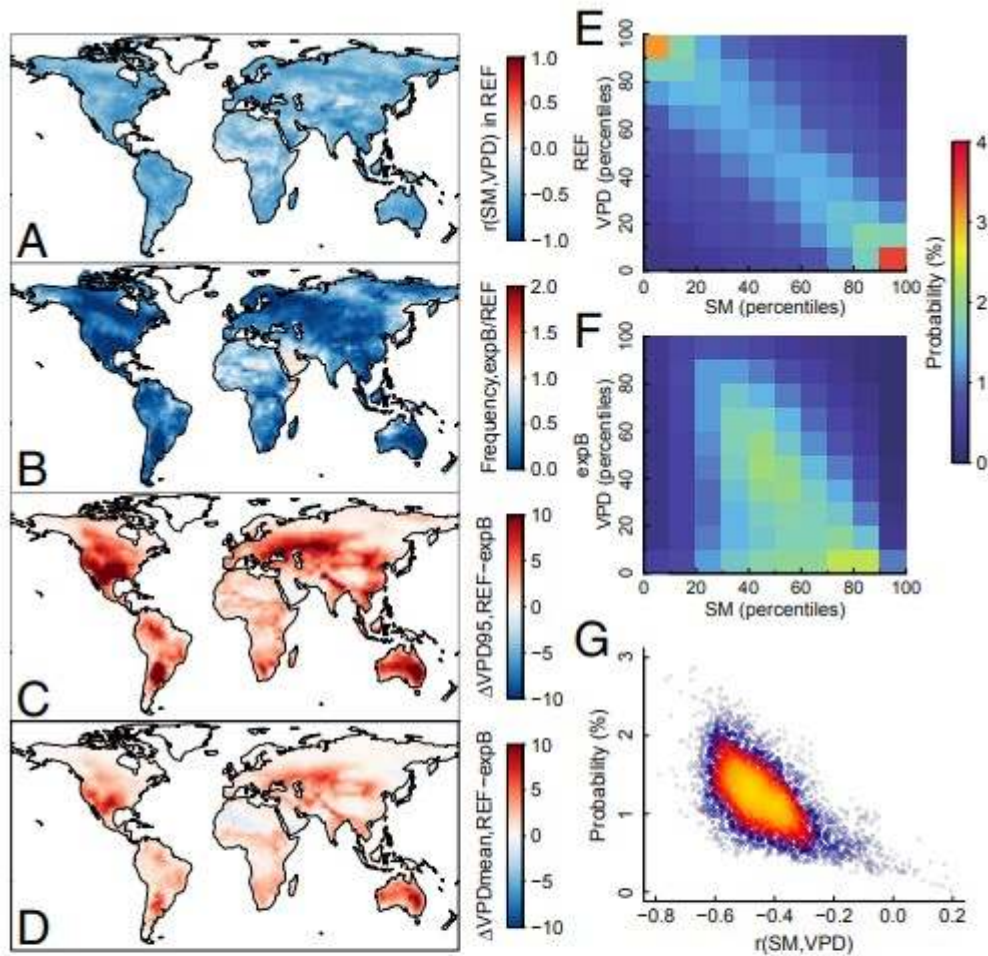 A
1.0
0.5
0.0
−0.5
−1.0
r(SM,VPD) in REF
B
2.0
1.5
1.0
0.5
0.0
Frequency,expB/REF
C
10
5
0
−5
−10
ΔVPD95,REF−expB
D
10
5
0
−5
−10
ΔVPDmean,REF−expB
E
REF
VPD (percentiles)
0 20 40 60 80 100
0 20 40 60 80 100
SM (percentiles)
F
expB
VPD (percentiles)
0 20 40 60 80 100
0 20 40 60 80 100
SM (percentiles)
4
3
2
1
0
Probability (%)
G
Probability (%)
3
2
1
0
−0.8 −0.6 −0.4 −0.2 0.0 0.2
r(SM,VPD)